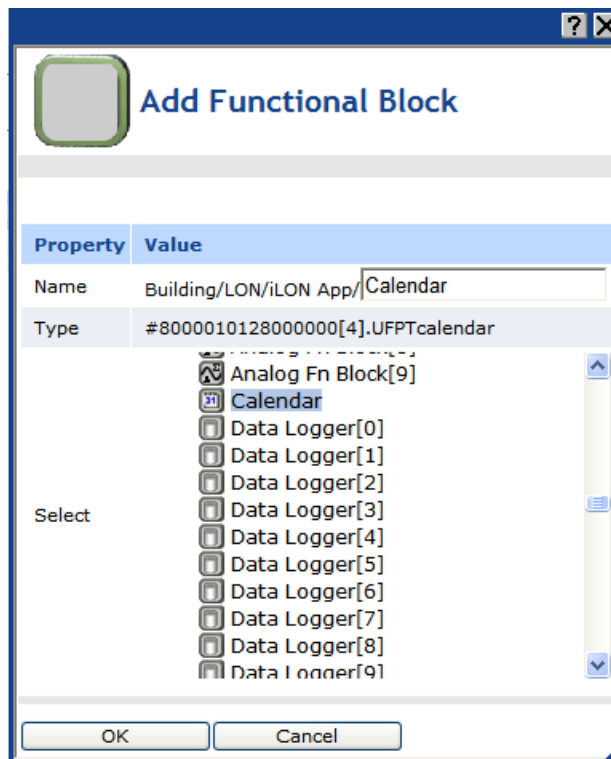 ?
Add Functional Block
Property Value
Name Building/LON/iLON App/Calendar
Type #8000010128000000[4].UFPTcalendar
Analog Fn Block[9]
31 Calendar
Data Logger[0]
Data Logger[1]
Data Logger[2]
Data Logger[3]
Data Logger[4]
Select
Data Logger[5]
Data Logger[6]
Data Logger[7]
Data Logger[8]
Data Logger[9]
OK Cancel